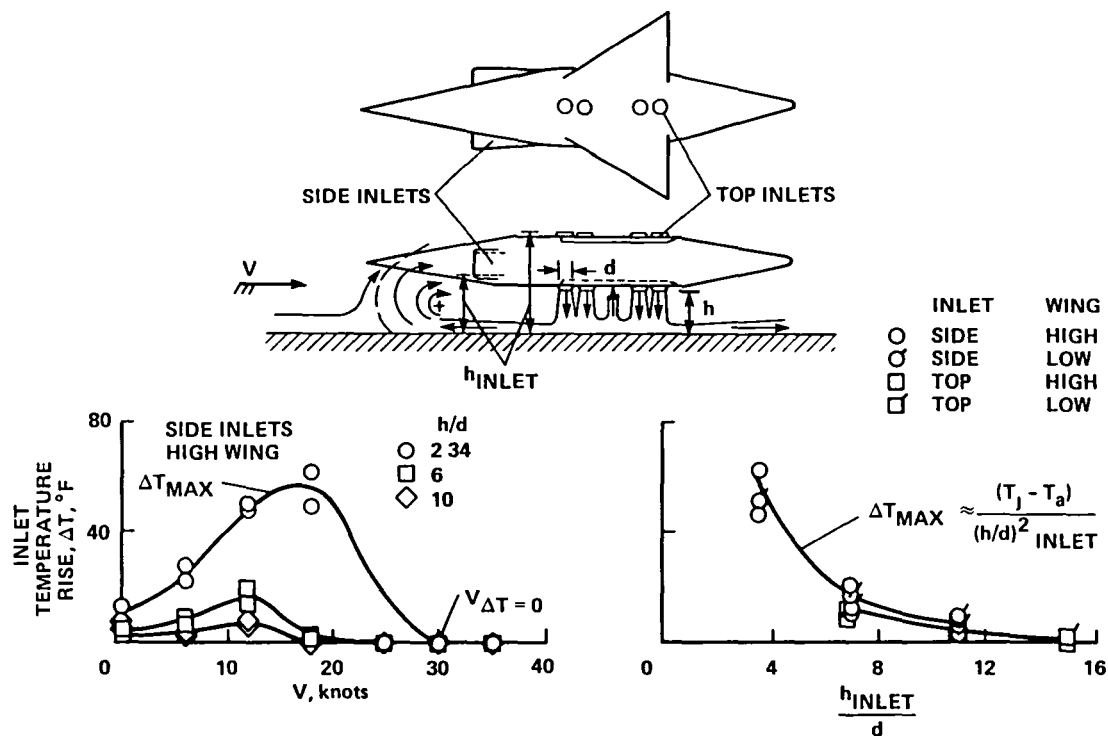 SIDE INLETS
TOP INLETS
V
d
h
hINLET
INLET WING
SIDE HIGH
SIDE LOW
TOP HIGH
TOP LOW
80
40
0
INLET
TEMPERATURE
RISE, ΔT, °F
SIDE INLETS
HIGH WING
ΔTMAX
h/d
2 34
6
10
VΔT = 0
0 10 20 30 40
V, knots
ΔTMAX ≈ (Tj - Ta)
(h/d)² INLET
0 4 8 12 16
hINLET
d